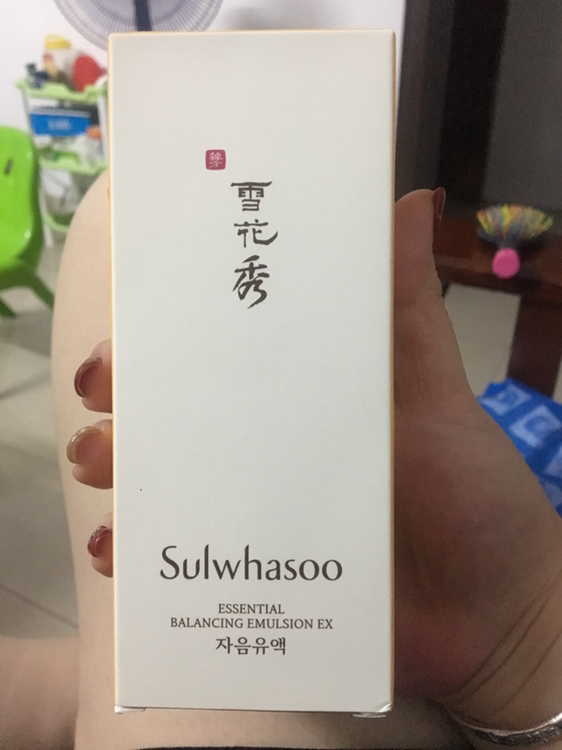 雪
花
秀
Sulwhasoo
ESSENTIAL
BALANCING EMULSION EX
자음유액